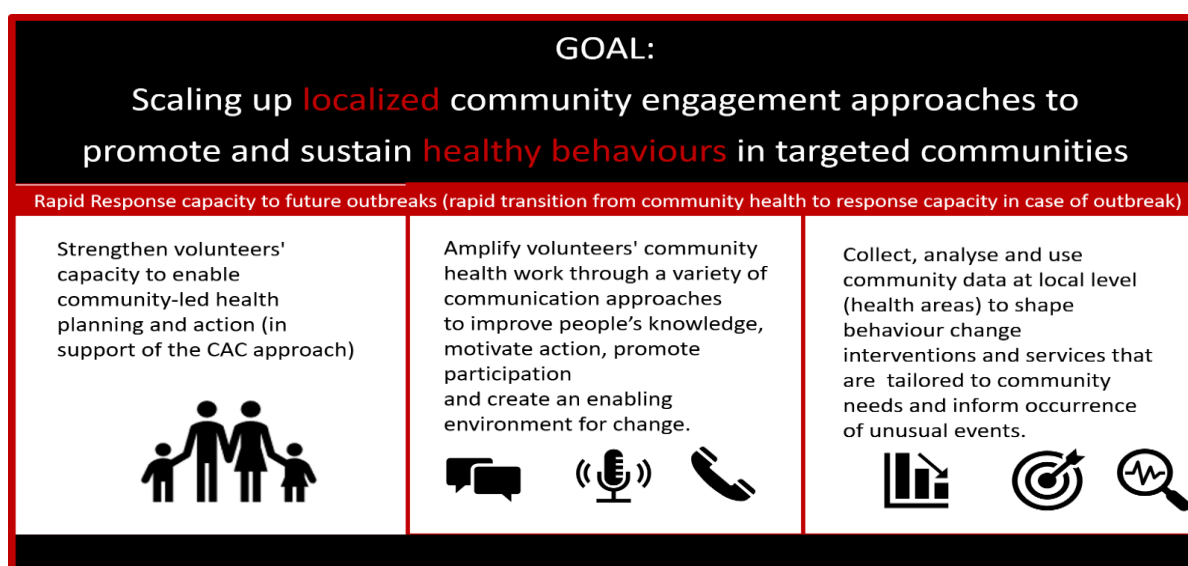 GOAL:
Scaling up localized community engagement approaches to
promote and sustain healthy behaviours in targeted communities
Rapid Response capacity to future outbreaks (rapid transition from community health to response capacity in case of outbreak)
Strengthen volunteers'
capacity to enable
community-led health
planning and action (in
support of the CAC approach)
Amplify volunteers' community
health work through a variety of
communication approaches
to improve people’s knowledge,
motivate action, promote
participation
and create an enabling
environment for change.
Collect, analyse and use
community data at local level
(health areas) to shape
behaviour change
interventions and services that
are  tailored to community
needs and inform occurrence
of unusual events.